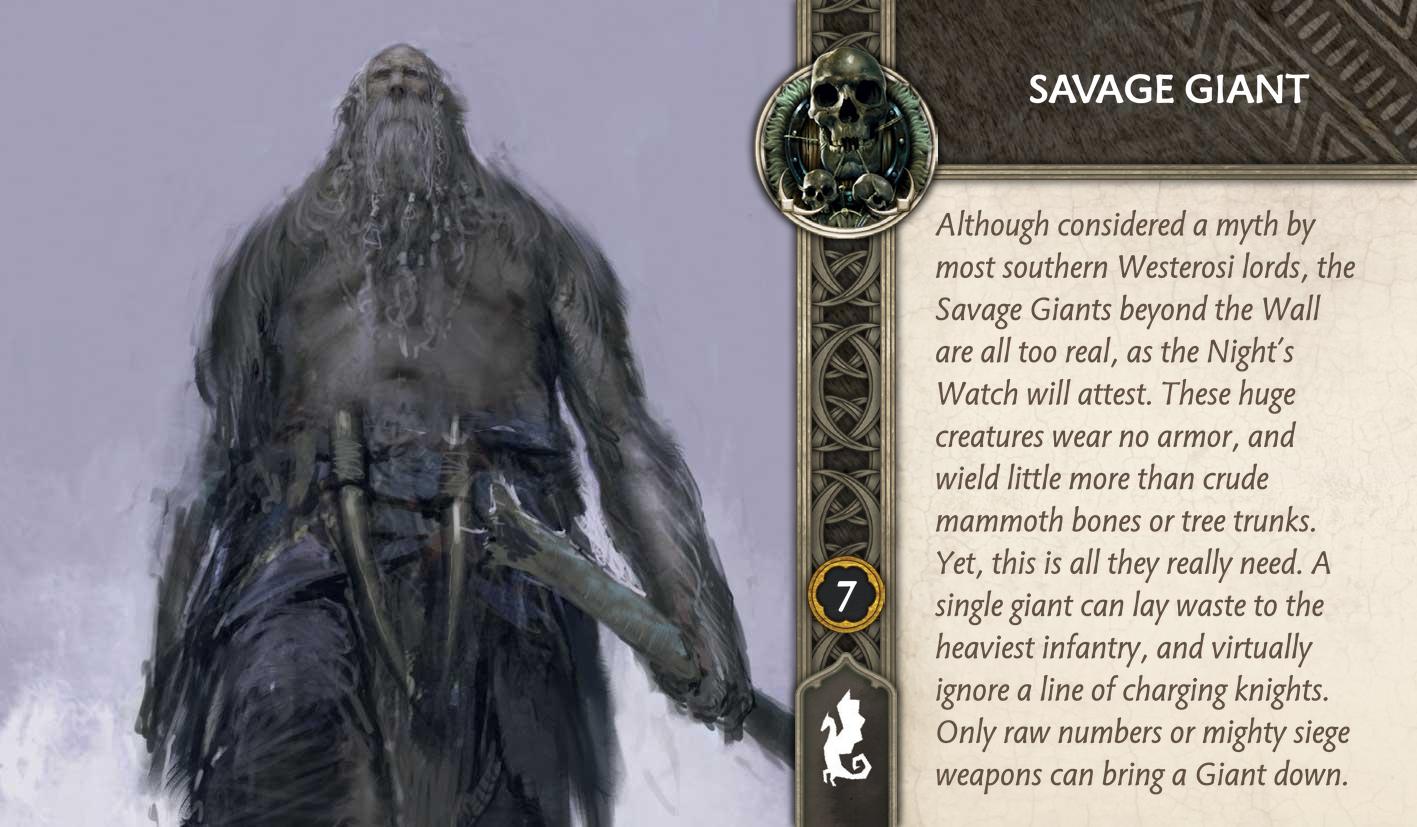 SAVAGE GIANT
Although considered a myth by
most southern Westerosi lords, the
Savage Giants beyond the Wall
are all too real, as the Night's
Watch will attest. These huge
creatures wear no armor, and
wield little more than crude
mammoth bones or tree trunks.
Yet, this is all they really need. A
single giant can lay waste to the
heaviest infantry, and virtually
ignore a line of charging knights.
Only raw numbers or mighty siege
weapons can bring a Giant down.
7